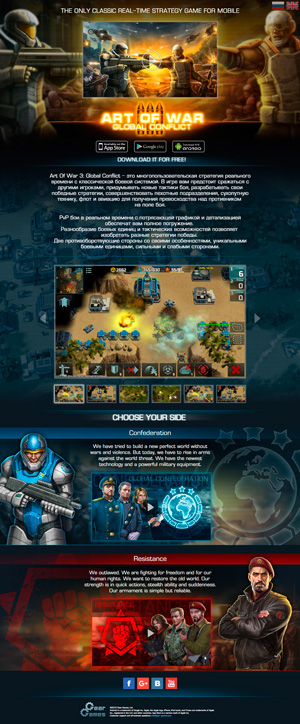 THE ONLY CLASSIC REAL-TIME STRATEGY GAME FOR MOBILE
ART OF WAR
GLOBAL CONFLICT
App Store
Google play
ANDROID
DOWNLOAD IT FOR FREE!
Art Of War 3: Global Conflict - это многопользовательская стратегия реального
времени с классической боевой системой. В игре вам предстоит сражаться с
другими игроками, придумывать новые тактики боя, разрабатывать свои
победные стратегии, совершенствовать пехотные подразделения, сухопутную
технику, флот и авиацию для получения превосходства над противником
на поле боя.
PvP бои в реальном времени с потрясающей графикой и детализацией
обеспечат вам полное погружение.
Разнообразие боевых единиц и тактических возможностей позволяет
изобретать разные стратегии победы.
Две противоборствующие стороны со своими особенностями, уникальными
боевыми единицами, сильными и слабыми сторонами.
6
0
0
CHOOSE YOUR SIDE
Confederation
We have tried to build a new perfect world without
wars and violence. But today, we have to rise in arms
against the world threat. We have the newest
technology and a powerful military equipment.
GLOBAL CONFEDERATION
Resistance
We outlawed. We are fighting for freedom and for our
human rights. We want to restore the old world. Our
strength is in quick actions, stealth ability and suddenness.
Our armament is simple but reliable.
Gear
Games